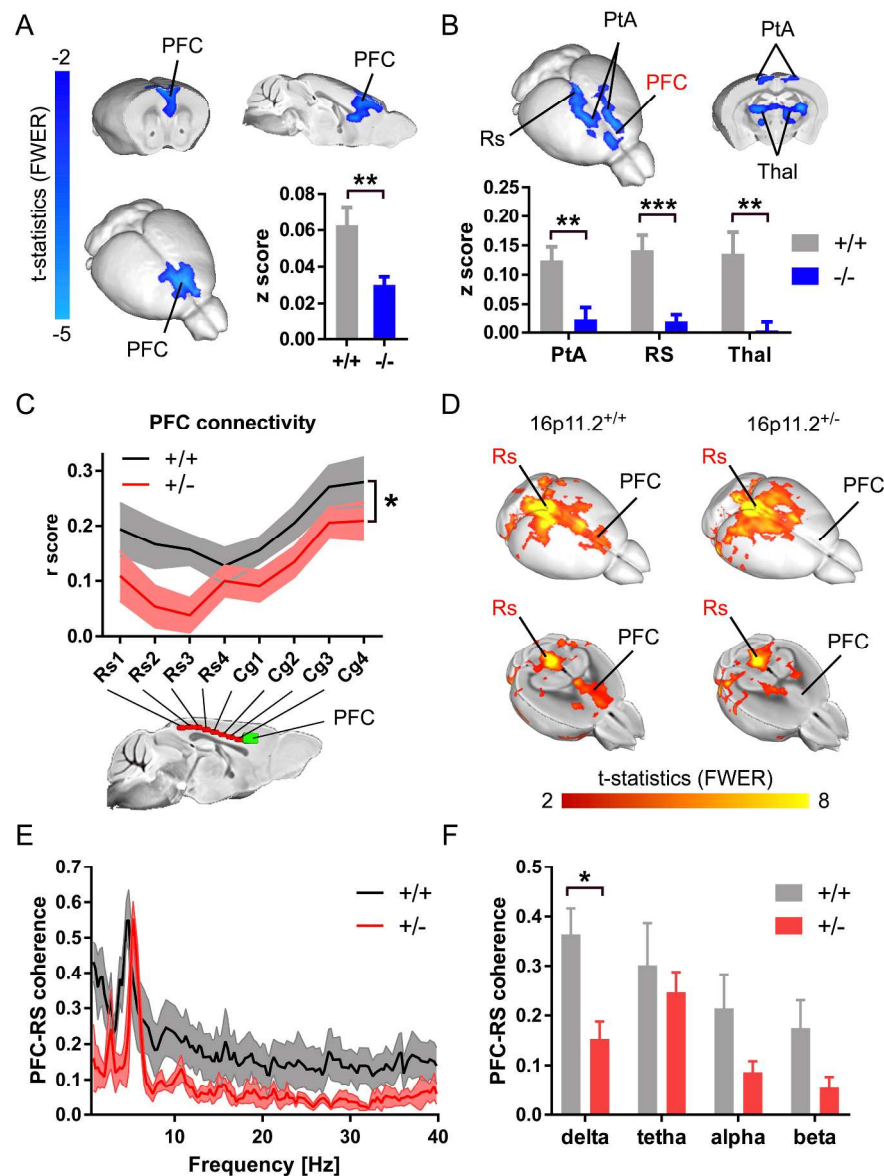 A
-2
t-statistics (FWER)
-5
PFC
PFC
PFC
z score
0.08
0.06
0.04
0.02
0.00
**
+/+
-/-
B
PtA
PFC
Rs
PtA
Thal
z score
0.25
0.20
0.15
0.10
0.05
0.00
**
***
**
PtA
RS
Thal
+/+
-/-
C
PFC connectivity
r score
0.3
0.2
0.1
0.0
+/+
+/-
*
Rs1
Rs2
Rs3
Rs4
Cg1
Cg2
Cg3
Cg4
PFC
D
16p11.2+/+
16p11.2+/-
Rs
PFC
Rs
PFC
Rs
PFC
Rs
PFC
t-statistics (FWER)
2
8
E
PFC-RS coherence
0.7
0.6
0.5
0.4
0.3
0.2
0.1
0.0
+/+
+/-
10
20
30
40
Frequency [Hz]
F
PFC-RS coherence
0.5
0.4
0.3
0.2
0.1
0.0
*
+/+
+/-
delta
tetha
alpha
beta